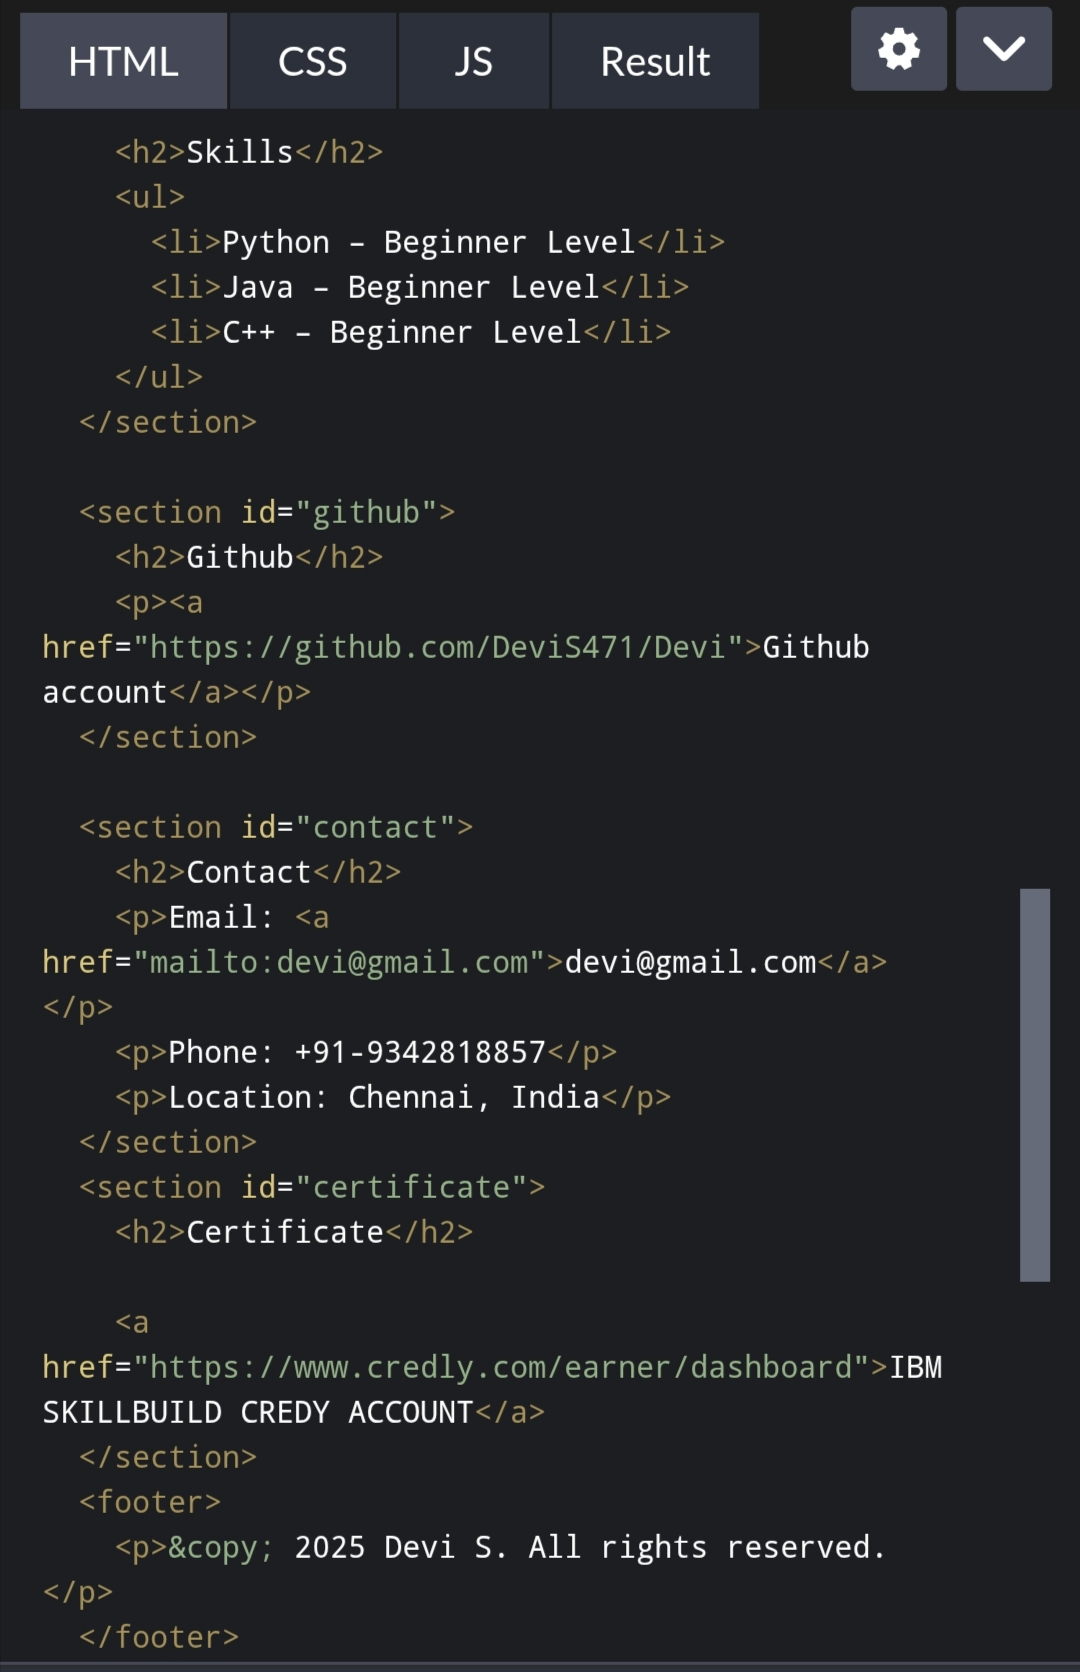 HTML CSS JS Result
<h2>Skills</h2>
<ul>
<li>Python – Beginner Level</li>
<li>Java – Beginner Level</li>
<li>C++ – Beginner Level</li>
</ul>
</section>
<section id="github">
<h2>Github</h2>
<p><a
href="https://github.com/DeviS471/Devi">Github
account</a></p>
</section>
<section id="contact">
<h2>Contact</h2>
<p>Email: <a
href="mailto:devi@gmail.com">devi@gmail.com</a>
</p>
<p>Phone: +91-9342818857</p>
<p>Location: Chennai, India</p>
</section>
<section id="certificate">
<h2>Certificate</h2>
<a
href="https://www.credly.com/earner/dashboard">IBM
SKILLBUILD CREDY ACCOUNT</a>
</section>
<footer>
<p>&copy; 2025 Devi S. All rights reserved.
</p>
</footer>